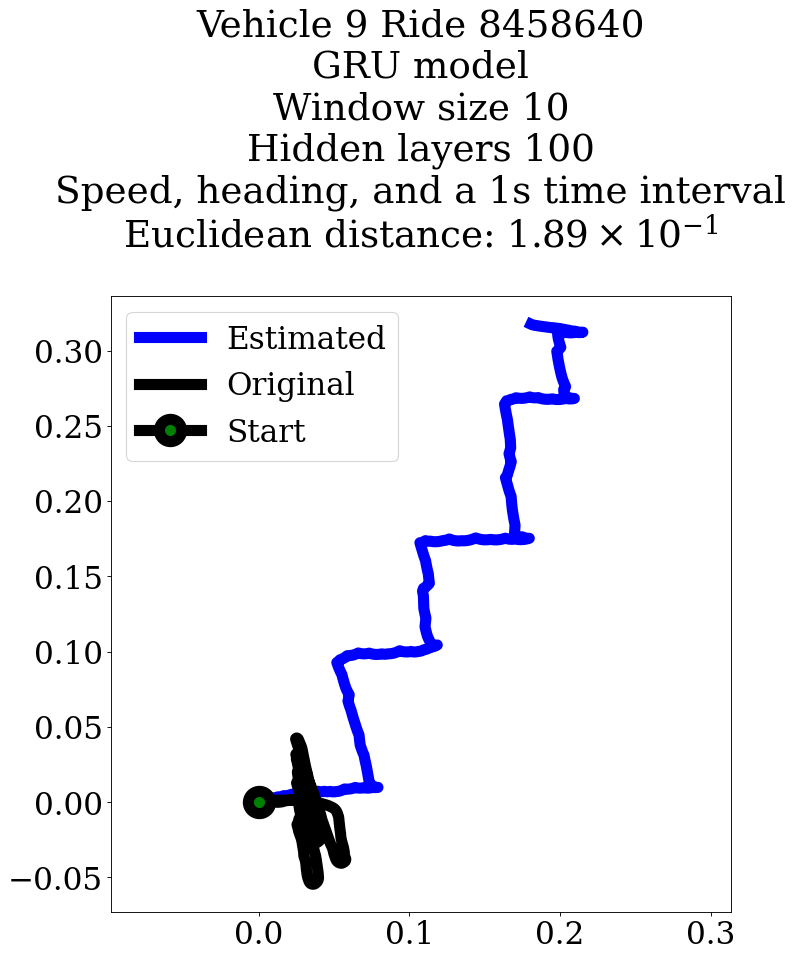 Vehicle 9 Ride 8458640
GRU model
Window size 10
Hidden layers 100
Speed, heading, and a 1s time interval
Euclidean distance: 1.89 × 10⁻¹
Estimated
Original
Start
0.30
0.25
0.20
0.15
0.10
0.05
0.00
−0.05
0.0 0.1 0.2 0.3